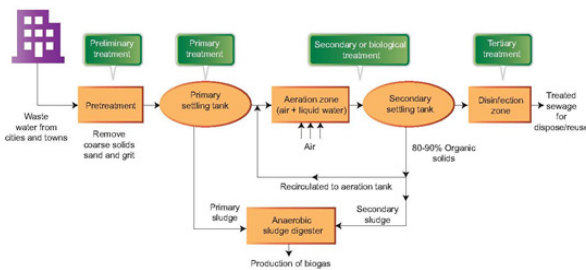 Preliminary
treatment
Primary
treatment
Secondary or biological
treatment
Tertiary
treatment
Waste
water from
cities and towns
Pretreatment
Remove
coarse solids
sand and grit
Primary
settling tank
Aeration zone
(air + liquid water)
Air
Secondary
settling tank
Disinfection
zone
Treated
sewage
for
dispose/reuse
80-90% Organic
solids
Recirculated to aeration tank
Primary
sludge
Secondary
sludge
Anaerobic
sludge digester
Production of biogas